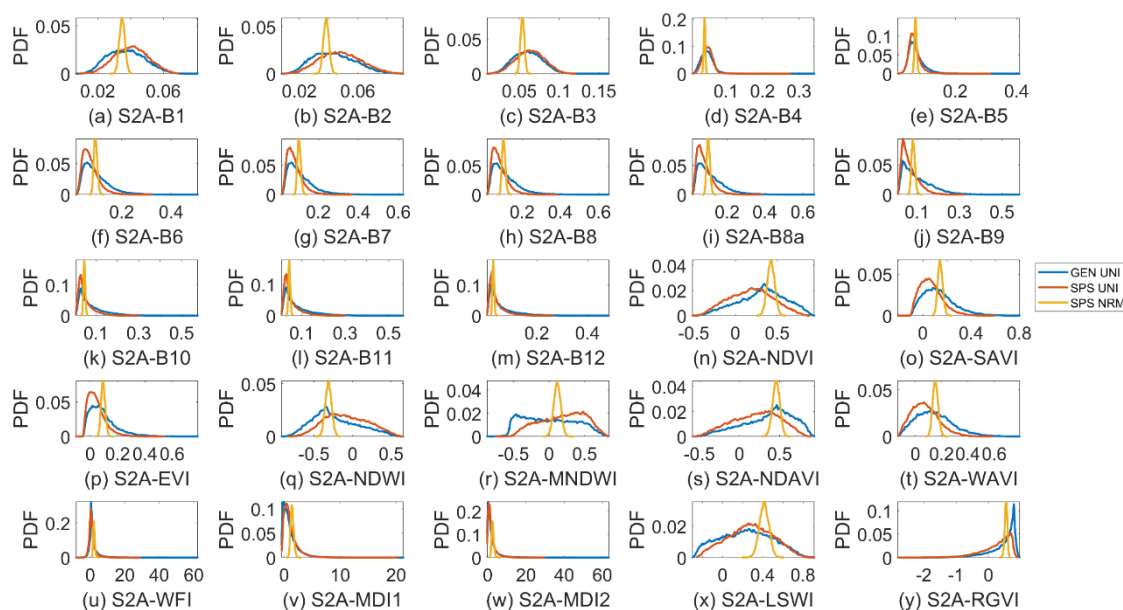 PDF 0.05 0 0.02 0.06 (a) S2A-B1
PDF 0.05 0 0.02 0.06 (b) S2A-B2
PDF 0.05 0 0.05 0.1 0.15 (c) S2A-B3
PDF 0.2 0.1 0 0.1 0.2 0.3 (d) S2A-B4
PDF 0.1 0.05 0 0.2 0.4 (e) S2A-B5
PDF 0.05 0 0.2 0.4 (f) S2A-B6
PDF 0.05 0 0.2 0.4 0.6 (g) S2A-B7
PDF 0.05 0 0.2 0.4 0.6 (h) S2A-B8
PDF 0.05 0 0.2 0.4 0.6 (i) S2A-B8a
PDF 0.05 0 0.2 0.4 0.6 (j) S2A-B9
PDF 0.1 0 0.1 0.3 0.5 (k) S2A-B10
PDF 0.1 0 0.1 0.3 0.5 (l) S2A-B11
PDF 0.1 0 0.2 0.4 (m) S2A-B12
PDF 0.04 0.02 0 -0.5 0 0.5 (n) S2A-NDVI
PDF 0.05 0 0 0.4 0.8 (o) S2A-SAVI
GEN UNI
SPS UNI
SPS NRM
PDF 0.05 0 0 0.2 0.4 0.6 (p) S2A-EVI
PDF 0.05 0 -0.5 0 0.5 (q) S2A-NDWI
PDF 0.04 0.02 0 -0.5 0 0.5 (r) S2A-MNDWI
PDF 0.04 0.02 0 -0.5 0 0.5 (s) S2A-NDAVI
PDF 0.05 0 0 0.2 0.4 0.6 (t) S2A-WAVI
PDF 0.2 0 0 20 40 60 (u) S2A-WFI
PDF 0.1 0 0 10 20 (v) S2A-MDI1
PDF 0.2 0.1 0 0 20 40 60 (w) S2A-MDI2
PDF 0.02 0 0 0.4 0.8 (x) S2A-LSWI
PDF 0.1 0.05 0 -2 -1 0 (y) S2A-RGVI